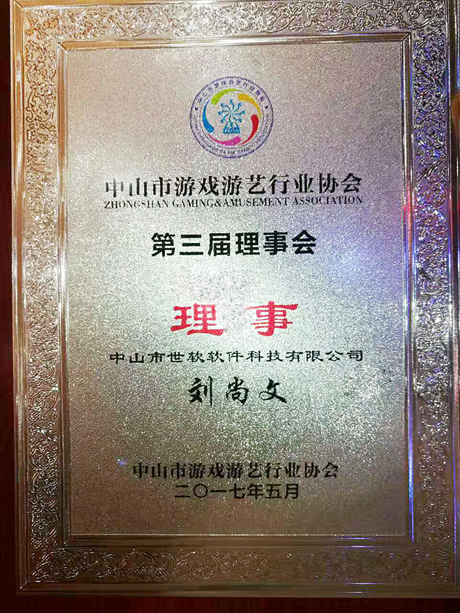 中山市游戏游艺行业协会
ZHONGSHAN GAMING&AMUSEMENT ASSOCIATION
第三届理事会
理事
中山市世软软件科技有限公司
刘尚文
中山市游戏游艺行业协会
二〇一七年五月